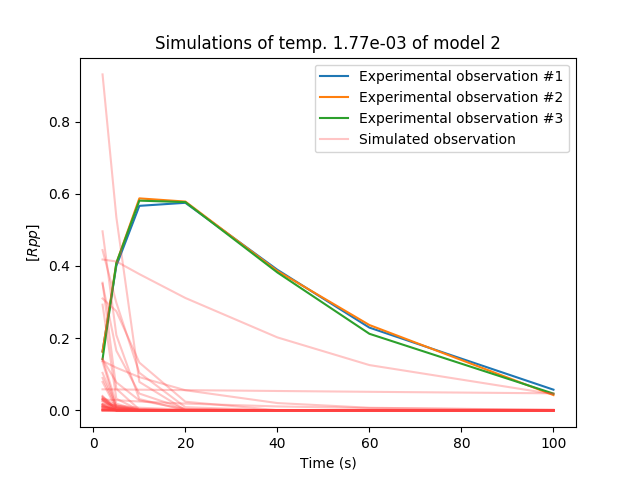 Simulations of temp. 1.77e-03 of model 2
Experimental observation #1
Experimental observation #2
Experimental observation #3
Simulated observation
[Rpp]
0.8
0.6
0.4
0.2
0.0
0 20 40 60 80 100
Time (s)